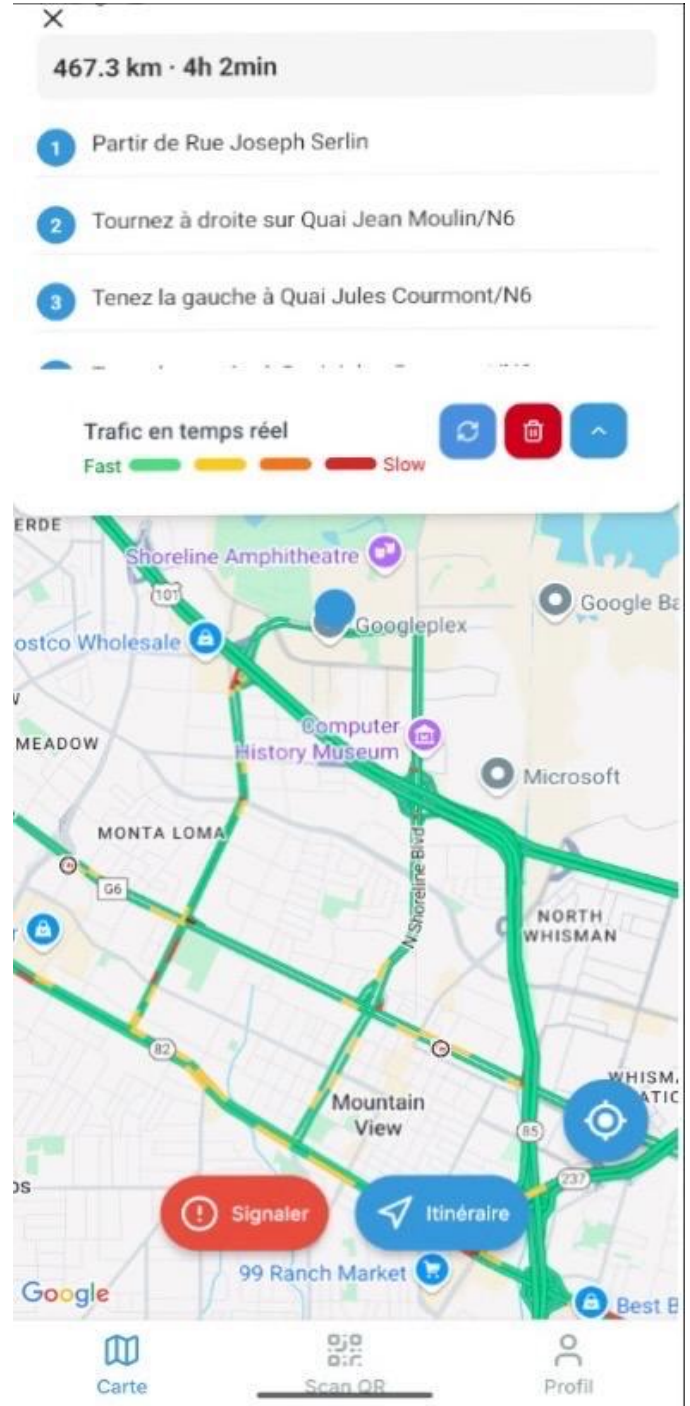 467.3 km · 4h 2min
1 Partir de Rue Joseph Serlin
2 Tournez à droite sur Quai Jean Moulin/N6
3 Tenez la gauche à Quai Jules Courmont/N6
Trafic en temps réel
Fast Slow
ERDE
Shoreline Amphitheatre
101
Googleplex
Google Ba
ostco Wholesale
MEADOW
Computer
History Museum
Microsoft
MONTA LOMA
G6
N Shoreline Blvd
NORTH
WHISMAN
82
Mountain
View
WHISM
ATIO
85
237
os
Signaler
Itinéraire
99 Ranch Market
Google
Best B
Carte
Scan QR
Profil